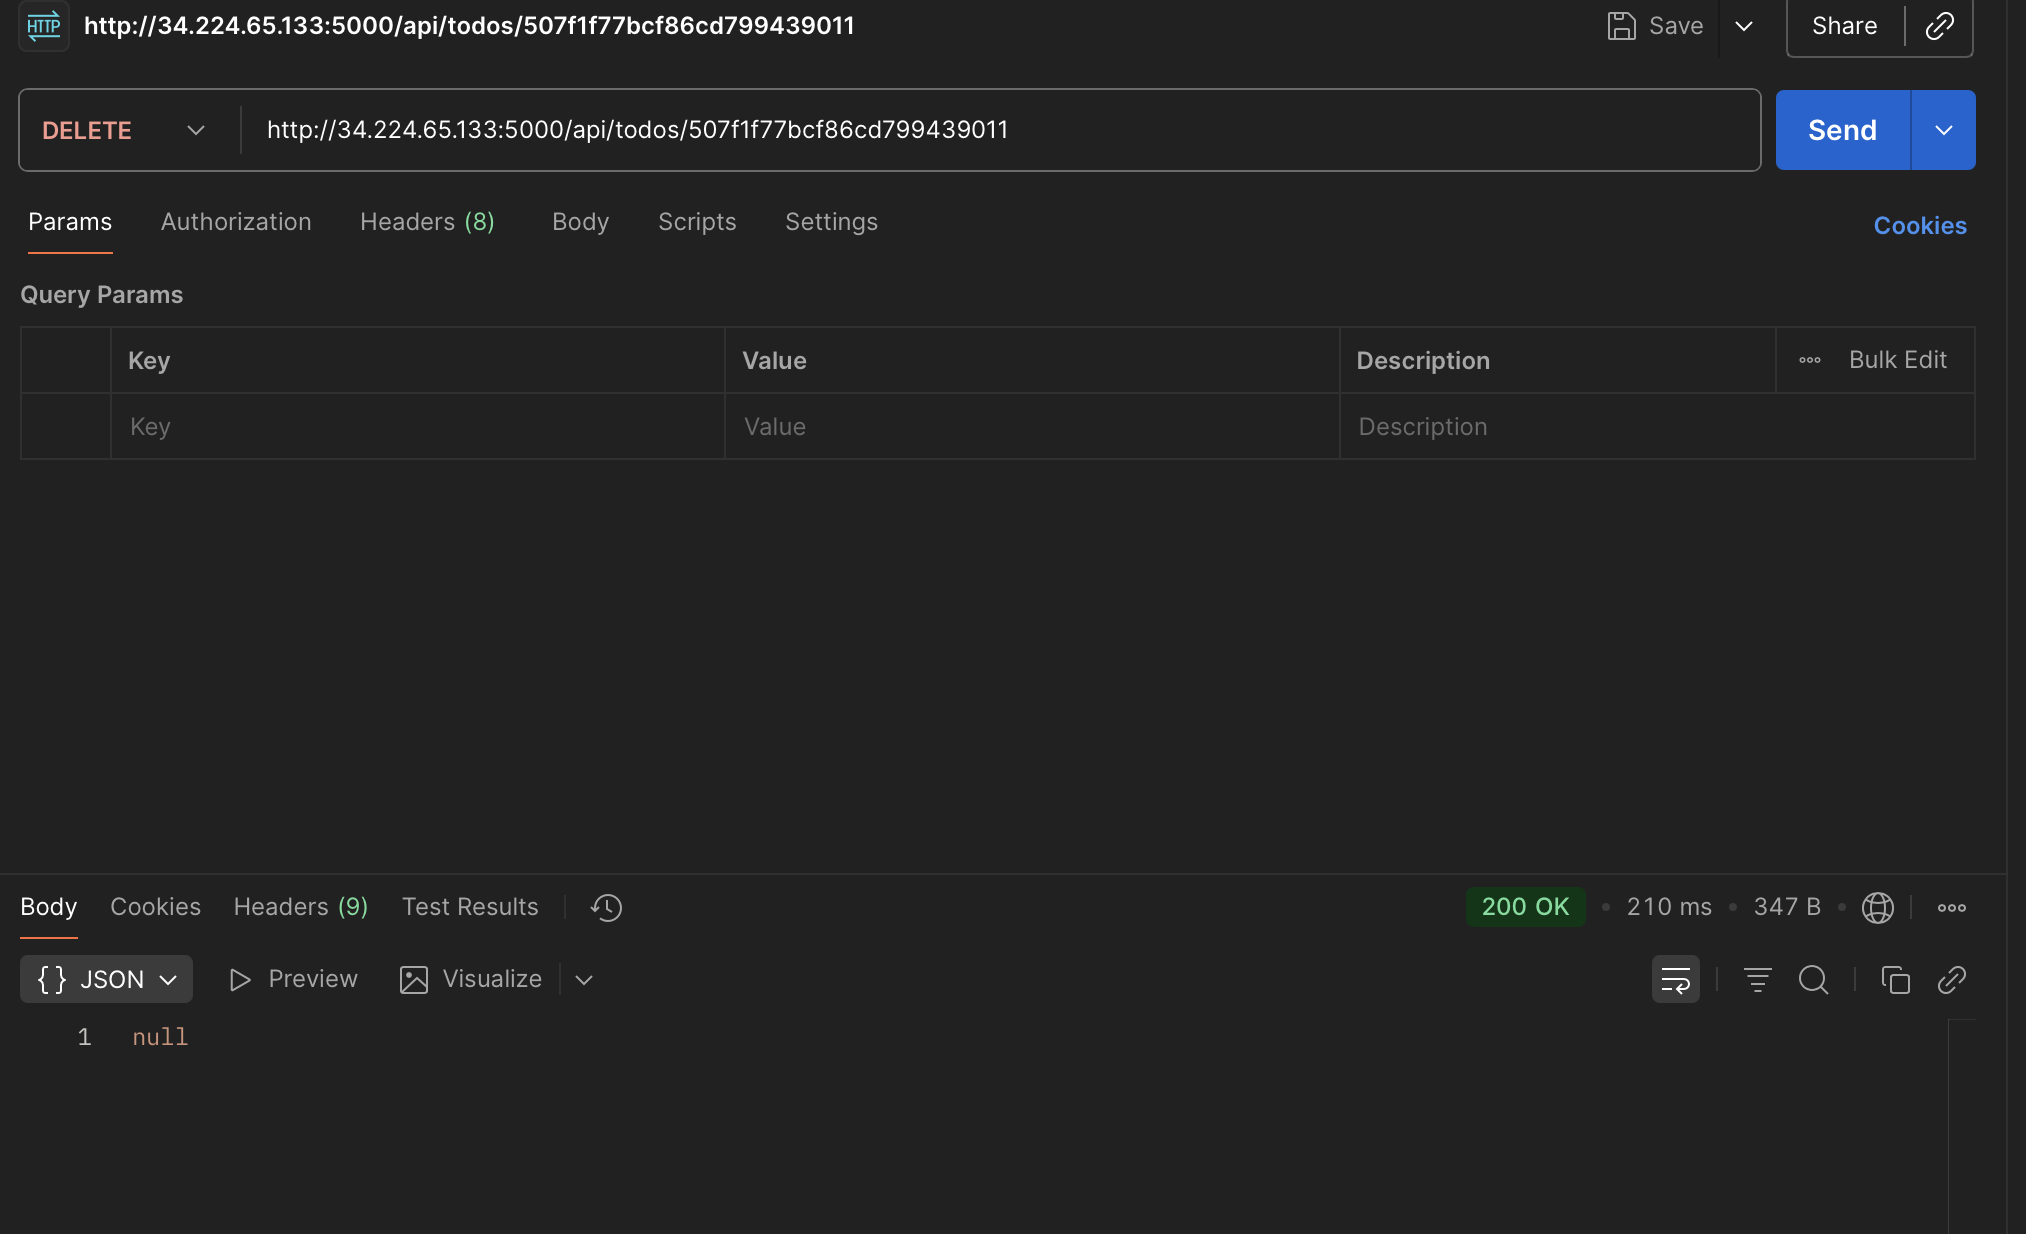 HTTP http://34.224.65.133:5000/api/todos/507f1f77bcf86cd799439011 Save Share
DELETE http://34.224.65.133:5000/api/todos/507f1f77bcf86cd799439011 Send
Params Authorization Headers (8) Body Scripts Settings Cookies
Query Params
Key Value Description Bulk Edit
Key Value Description
Body Cookies Headers (9) Test Results 200 OK • 210 ms • 347 B •
{} JSON Preview Visualize
1 null